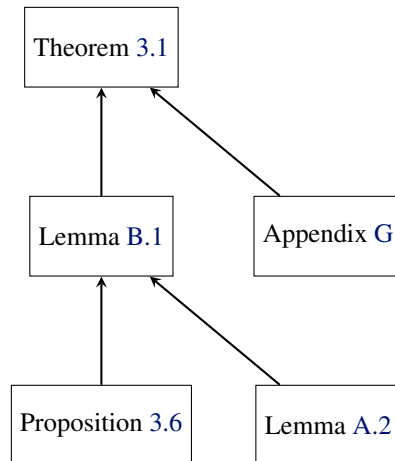 Theorem 3.1
Lemma B.1
Appendix G
Proposition 3.6
Lemma A.2